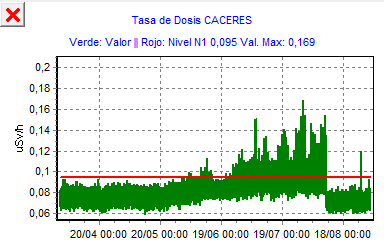 Tasa de Dosis CACERES
Verde: Valor || Rojo: Nivel N1 0,095 Val. Max: 0,169
0,2
0,18
0,16
0,14
0,12
0,1
0,08
0,06
uSv/h
20/04 00:00 20/05 00:00 19/06 00:00 19/07 00:00 18/08 00:00